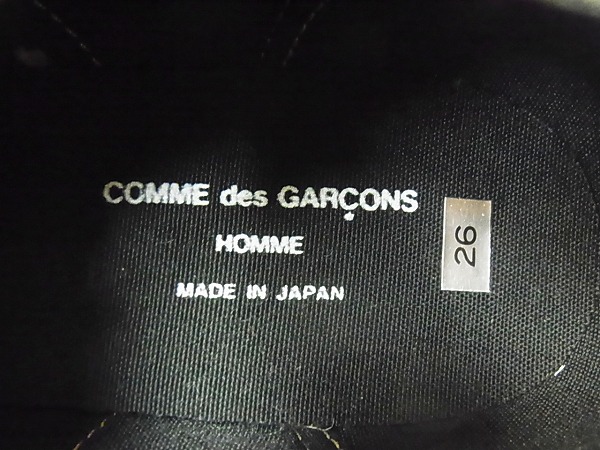 COMME des GARÇONS
HOMME
MADE IN JAPAN
26